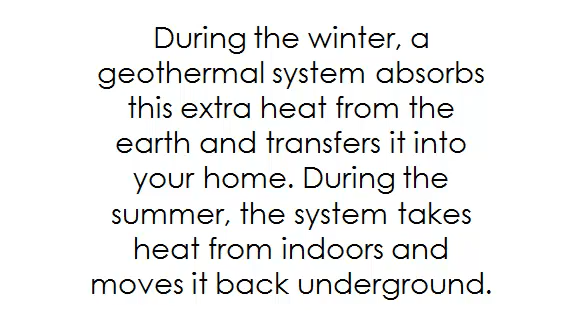 During the winter, a
geothermal system absorbs
this extra heat from the
earth and transfers it into
your home. During the
summer, the system takes
heat from indoors and
moves it back underground.